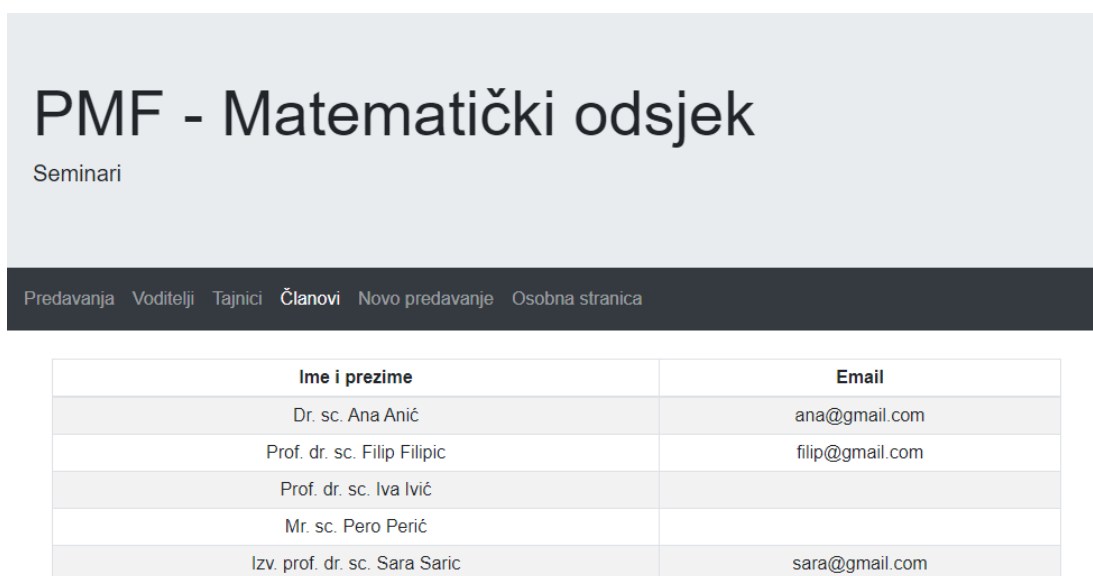 PMF - Matematički odsjek
Seminari
Predavanja Voditelji Tajnici Članovi Novo predavanje Osobna stranica
Ime i prezime Email
Dr. sc. Ana Anić ana@gmail.com
Prof. dr. sc. Filip Filipic filip@gmail.com
Prof. dr. sc. Iva Ivić
Mr. sc. Pero Perić
Izv. prof. dr. sc. Sara Saric sara@gmail.com